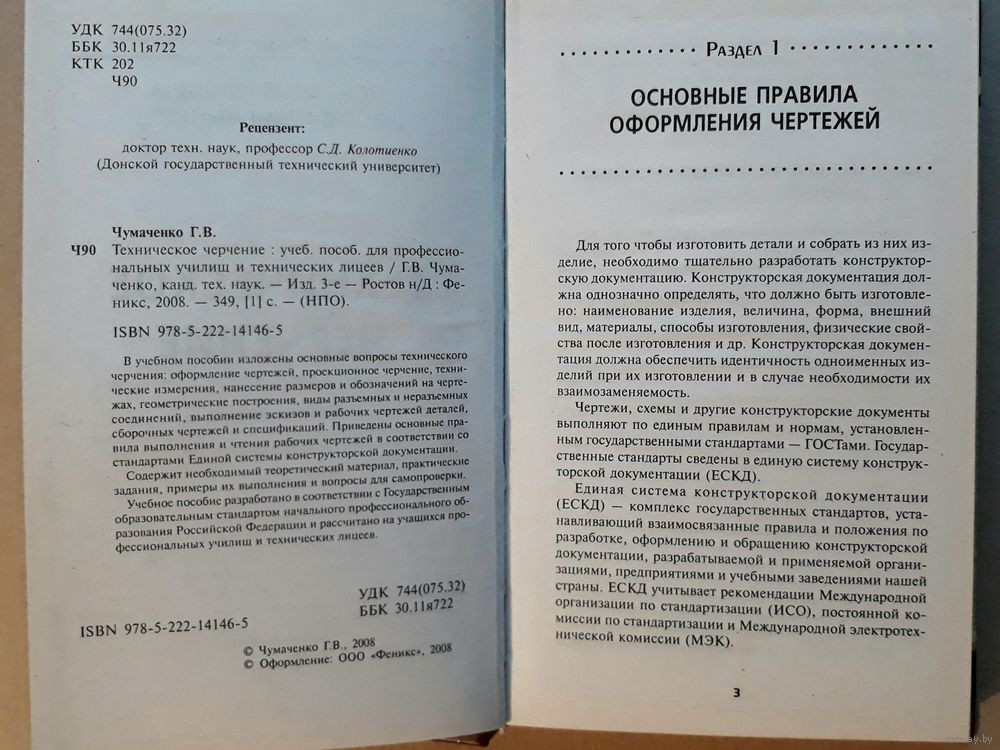 УДК 744(075.32)
ББК 30.11я722
КТК 202
Ч90
Рецензент:
доктор техн. наук, профессор С.Д. Колотиенко
(Донской государственный технический университет)
Чумаченко Г.В.
Ч90 Техническое черчение : учеб. пособ. для профессио-
нальных училищ и технических лицеев / Г.В. Чума-
ченко, канд. тех. наук. — Изд. 3-е — Ростов н/Д : Фе-
никс, 2008. — 349, [1] с. — (НПО).
ISBN 978-5-222-14146-5
В учебном пособии изложены основные вопросы технического
черчения: оформление чертежей, проекционное черчение, техни-
ческие измерения, нанесение размеров и обозначений на черте-
жах, геометрические построения, виды разъемных и неразъемных
соединений, выполнение эскизов и рабочих чертежей деталей,
сборочных чертежей и спецификаций. Приведены основные пра-
вила выполнения и чтения рабочих чертежей в соответствии со
стандартами Единой системы конструкторской документации.
Содержит необходимый теоретический материал, практические
задания, примеры их выполнения и вопросы для самопроверки.
Учебное пособие разработано в соответствии с Государственным
образовательным стандартом начального профессионального об-
разования Российской Федерации и рассчитано на учащихся про-
фессиональных училищ и технических лицеев.
УДК 744(075.32)
ББК 30.11я722
ISBN 978-5-222-14146-5
© Чумаченко Г.В., 2008
© Оформление: ООО «Феникс», 2008
Раздел 1
ОСНОВНЫЕ ПРАВИЛА
ОФОРМЛЕНИЯ ЧЕРТЕЖЕЙ
Для того чтобы изготовить детали и собрать из них из-
делие, необходимо тщательно разработать конструктор-
скую документацию. Конструкторская документация дол-
жна однозначно определять, что должно быть изготовле-
но: наименование изделия, величина, форма, внешний
вид, материалы, способы изготовления, физические свой-
ства после изготовления и др. Конструкторская докумен-
тация должна обеспечить идентичность одноименных из-
делий при их изготовлении и в случае необходимости их
взаимозаменяемость.
Чертежи, схемы и другие конструкторские документы
выполняют по единым правилам и нормам, установлен-
ным государственными стандартами — ГОСТами. Государ-
ственные стандарты сведены в единую систему конструк-
торской документации (ЕСКД).
Единая система конструкторской документации
(ЕСКД) — комплекс государственных стандартов, уста-
навливающий взаимосвязанные правила и положения по
разработке, оформлению и обращению конструкторской
документации, разрабатываемой и применяемой органи-
зациями, предприятиями и учебными заведениями нашей
страны. ЕСКД учитывает рекомендации Международной
организации по стандартизации (ИСО), постоянной ко-
миссии по стандартизации и Международной электротех-
нической комиссии (МЭК).
3